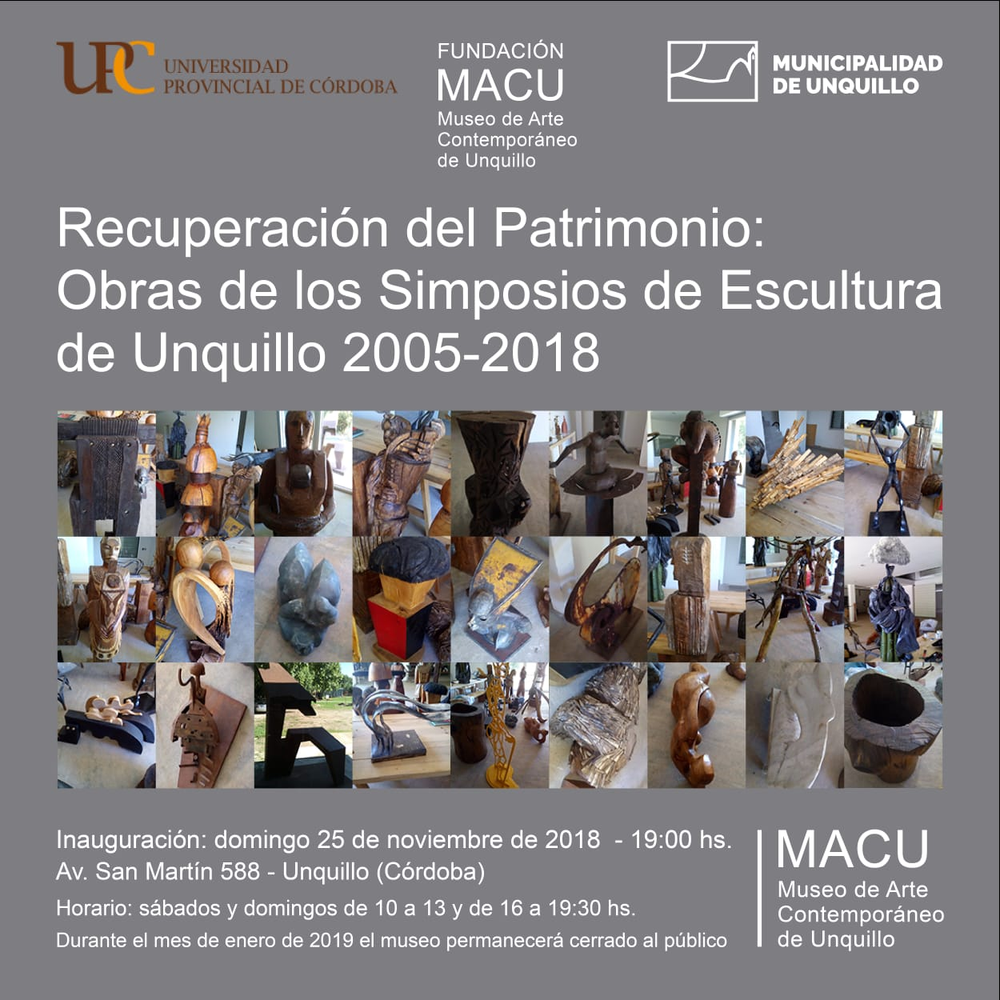 UPC UNIVERSIDAD
PROVINCIAL DE CÓRDOBA
FUNDACIÓN
MACU
Museo de Arte
Contemporáneo
de Unquillo
MUNICIPALIDAD
DE UNQUILLO
Recuperación del Patrimonio:
Obras de los Simposios de Escultura
de Unquillo 2005-2018
Inauguración: domingo 25 de noviembre de 2018 - 19:00 hs.
Av. San Martín 588 - Unquillo (Córdoba)
Horario: sábados y domingos de 10 a 13 y de 16 a 19:30 hs.
Durante el mes de enero de 2019 el museo permanecerá cerrado al público
MACU
Museo de Arte
Contemporáneo
de Unquillo